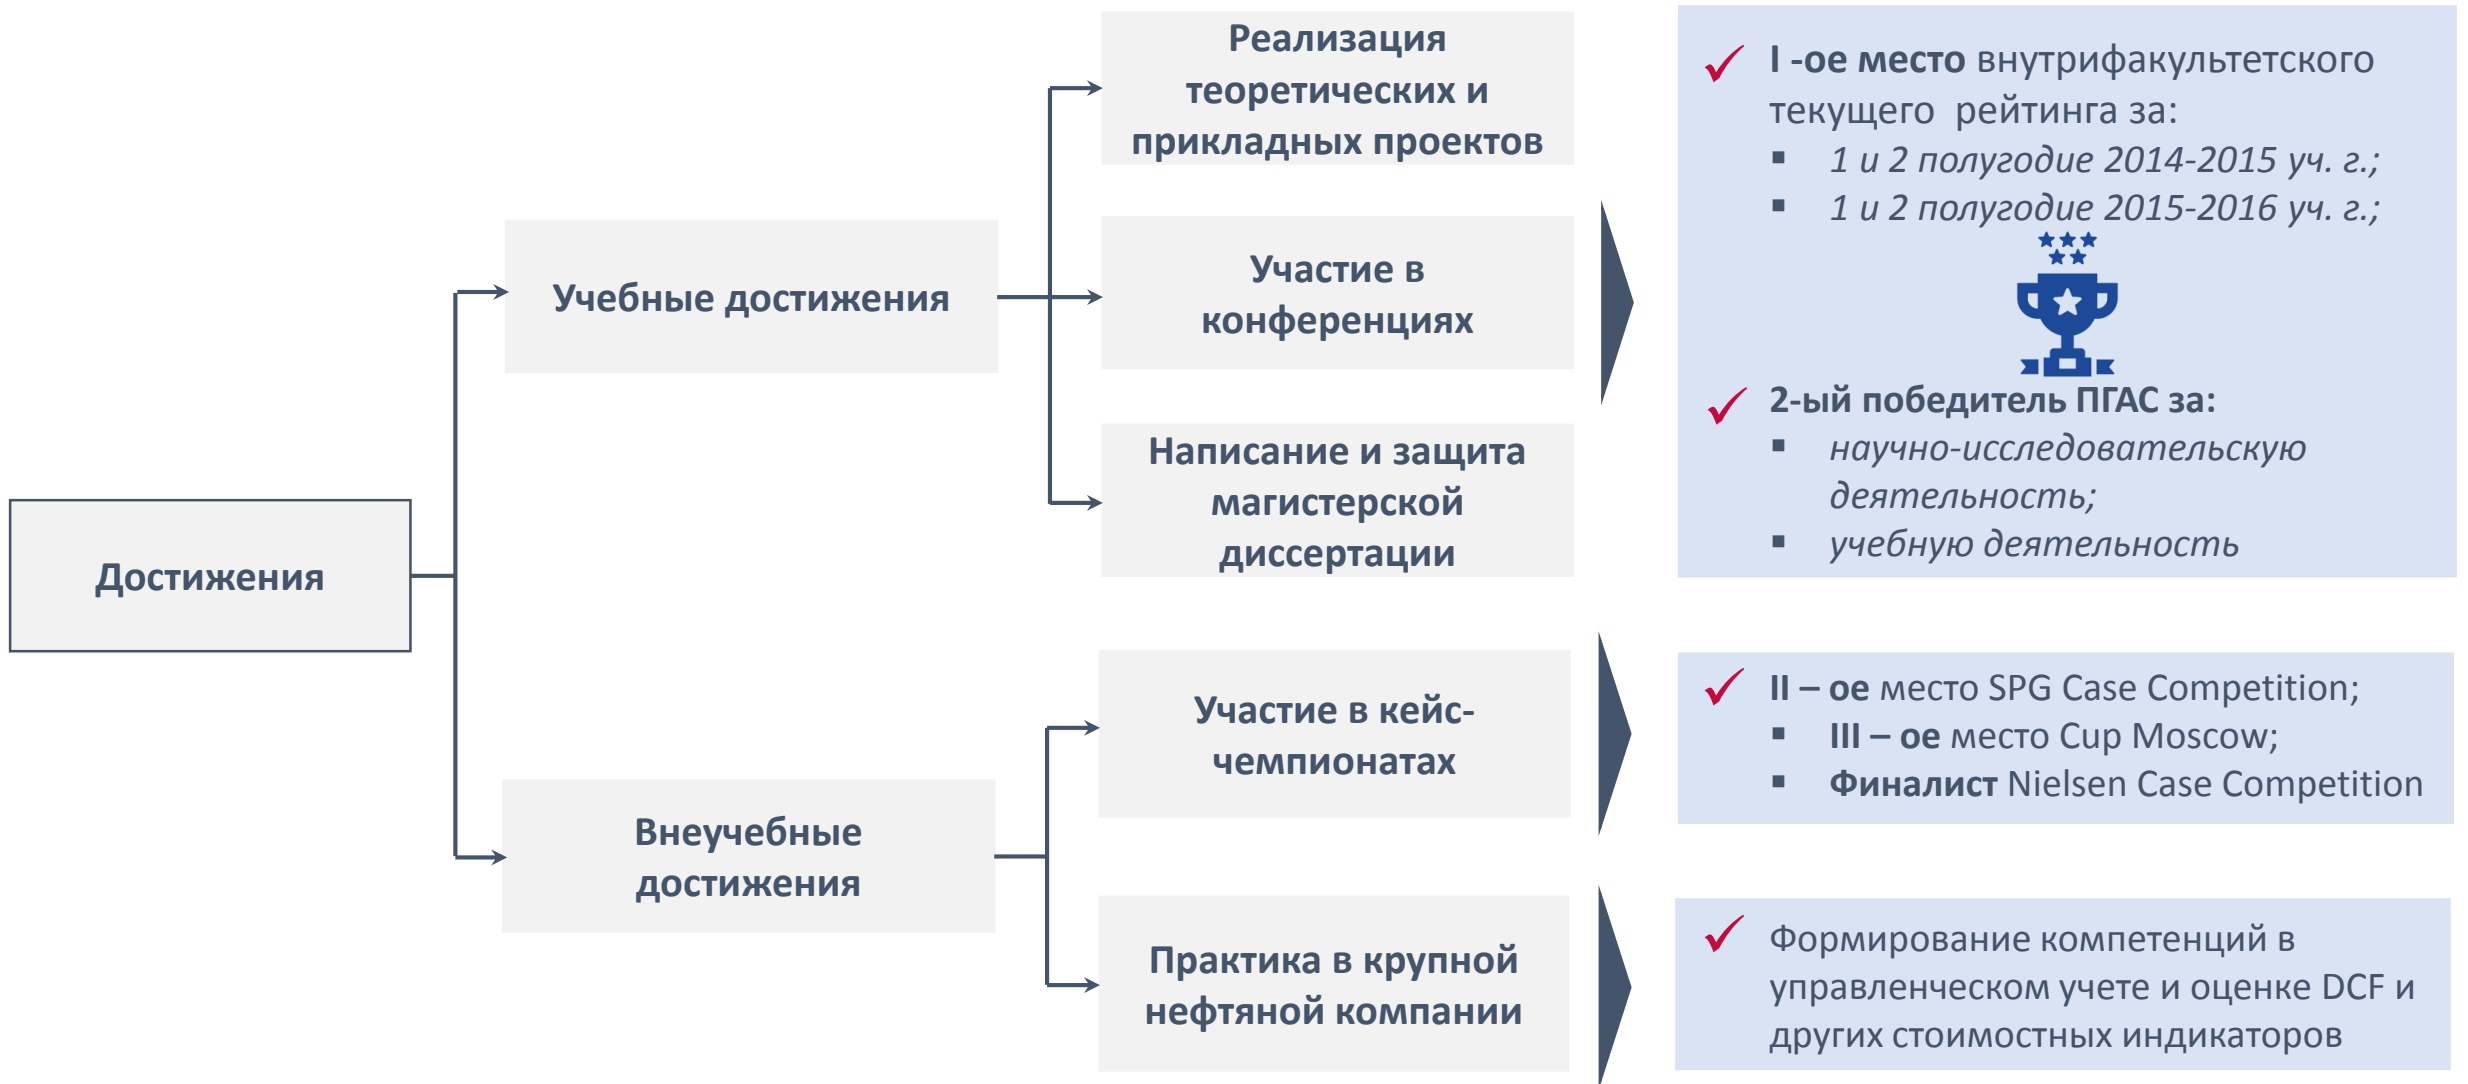 Достижения
Учебные достижения
Реализация
теоретических и
прикладных проектов
Участие в
конференциях
Написание и защита
магистерской
диссертации
I -ое место внутрифакультетского
текущего рейтинга за:
1 и 2 полугодие 2014-2015 уч. г.;
1 и 2 полугодие 2015-2016 уч. г.;
2-ый победитель ПГАС за:
научно-исследовательскую
деятельность;
учебную деятельность
Внеучебные
достижения
Участие в кейс-
чемпионатах
II – ое место SPG Case Competition;
III – ое место Cup Moscow;
Финалист Nielsen Case Competition
Практика в крупной
нефтяной компании
Формирование компетенций в
управленческом учете и оценке DCF и
других стоимостных индикаторов